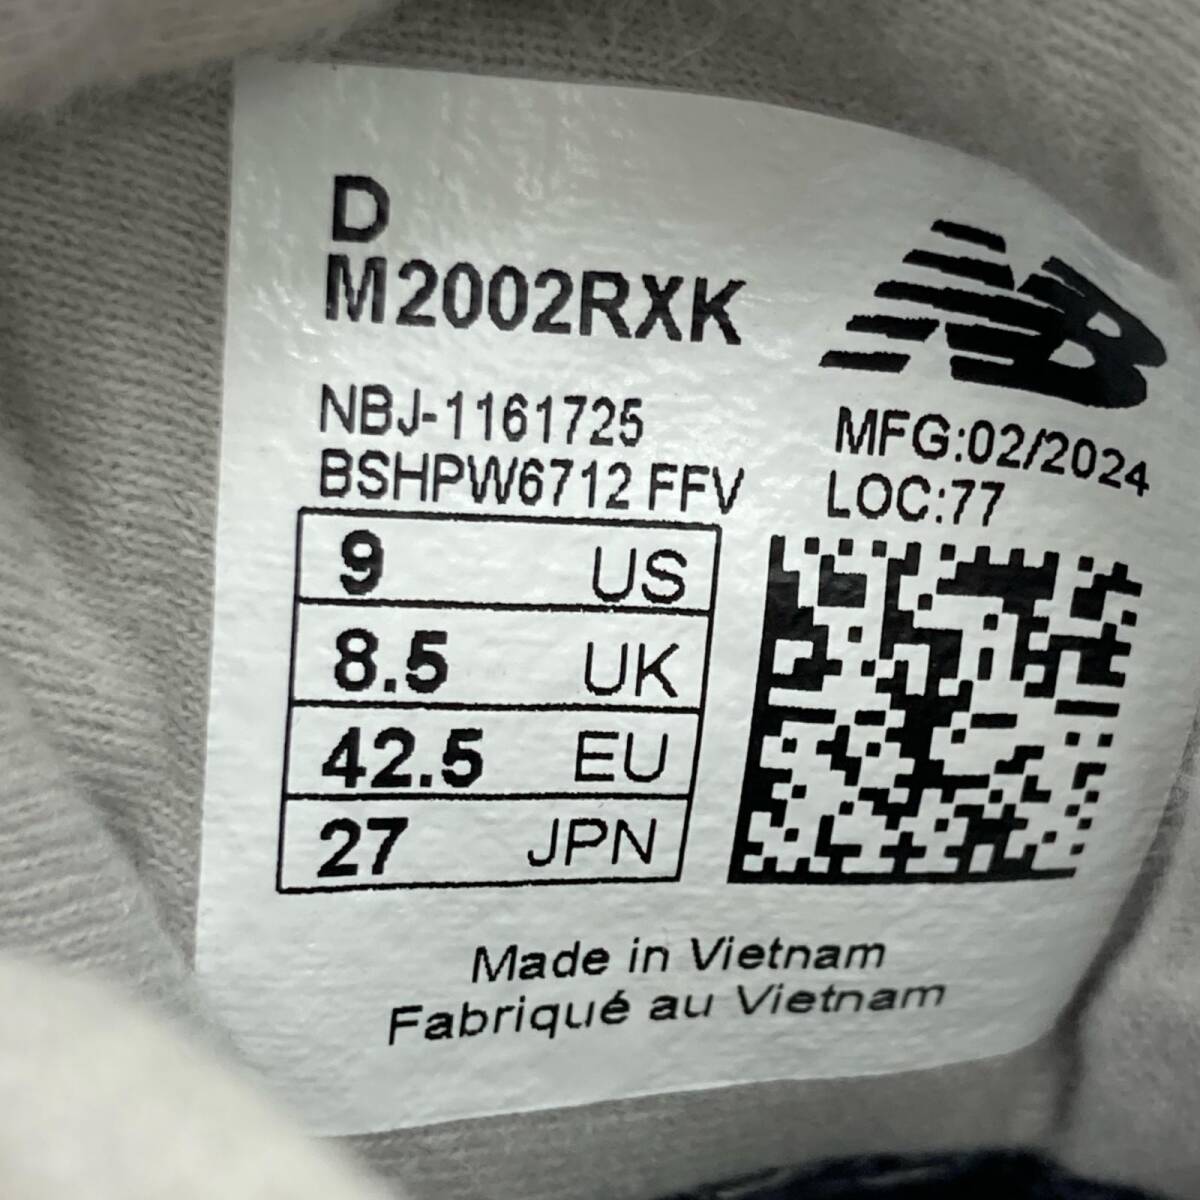 D
M2002RXK
NB
NBJ-1161725
BSHPW6712 FFV
MFG:02/2024
LOC:77
9 US
8.5 UK
42.5 EU
27 JPN
Made in Vietnam
Fabriqué au Vietnam